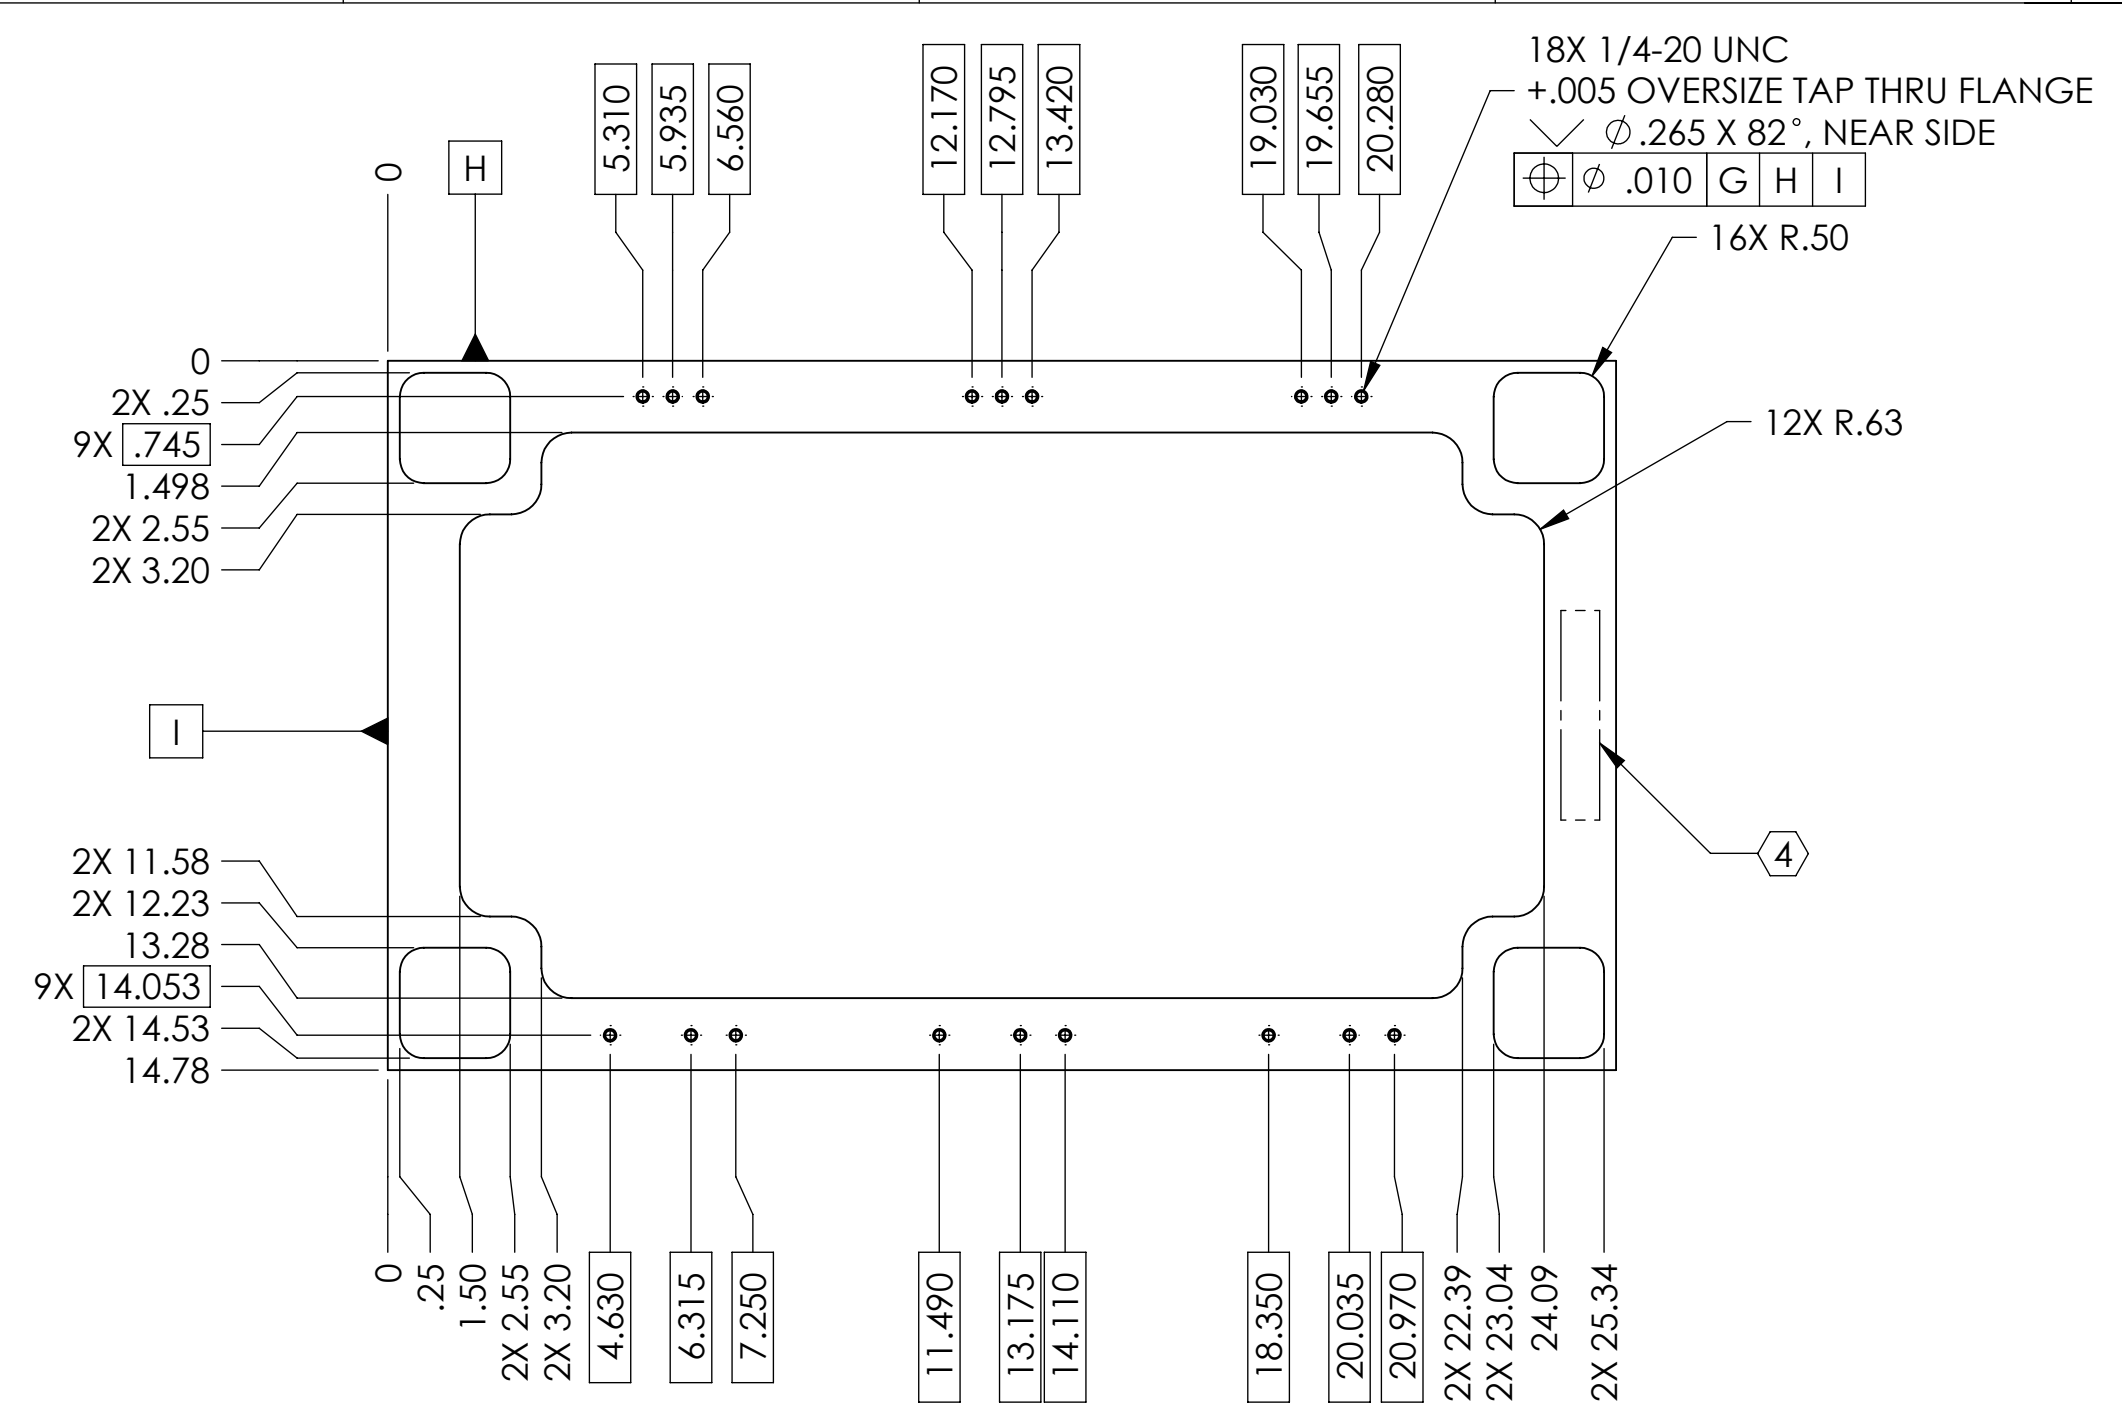 18X 1/4-20 UNC
+.005 OVERSIZE TAP THRU FLANGE
⌵ ⌀ .265 X 82°, NEAR SIDE
⌖ ⌀ .010 G H I
16X R.50
12X R.63
0
H
5.310
5.935
6.560
12.170
12.795
13.420
19.030
19.655
20.280
0
2X .25
9X .745
1.498
2X 2.55
2X 3.20
I
4
2X 11.58
2X 12.23
13.28
9X 14.053
2X 14.53
14.78
0
.25
1.50
2X 2.55
2X 3.20
4.630
6.315
7.250
11.490
13.175
14.110
18.350
20.035
20.970
2X 22.39
2X 23.04
24.09
2X 25.34